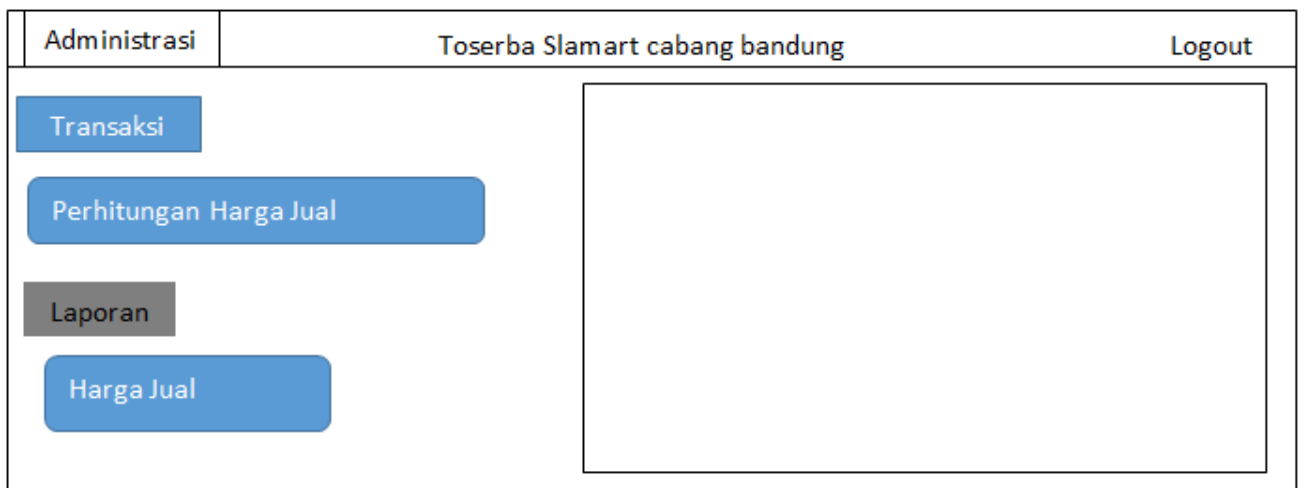 Administrasi
Toserba Slamart cabang bandung
Logout
Transaksi
Perhitungan Harga Jual
Laporan
Harga Jual